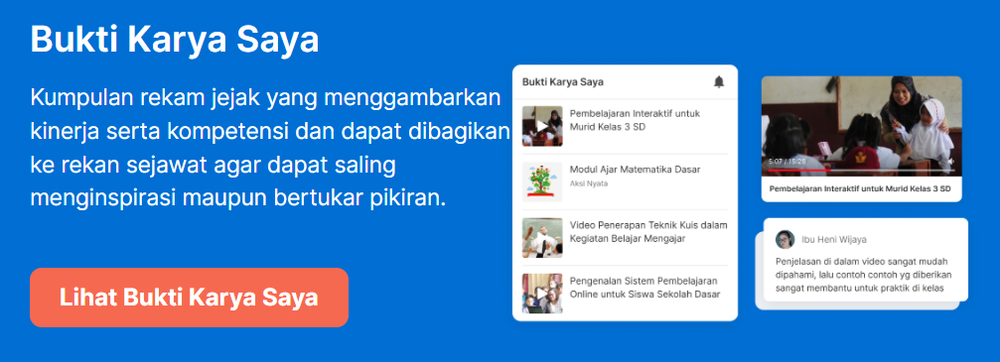 Bukti Karya Saya
Kumpulan rekam jejak yang menggambarkan
kinerja serta kompetensi dan dapat dibagikan
ke rekan sejawat agar dapat saling
menginspirasi maupun bertukar pikiran.
Lihat Bukti Karya Saya
Bukti Karya Saya
Pembelajaran Interaktif untuk
Murid Kelas 3 SD
Modul Ajar Matematika Dasar
Aksi Nyata
Video Penerapan Teknik Kuis dalam
Kegiatan Belajar Mengajar
Pengenalan Sistem Pembelajaran
Online untuk Siswa Sekolah Dasar
5:07 / 15:28
Pembelajaran Interaktif untuk Murid Kelas 3 SD
Ibu Heni Wijaya
Penjelasan di dalam video sangat mudah
dipahami, lalu contoh contoh yg diberikan
sangat membantu untuk praktik di kelas